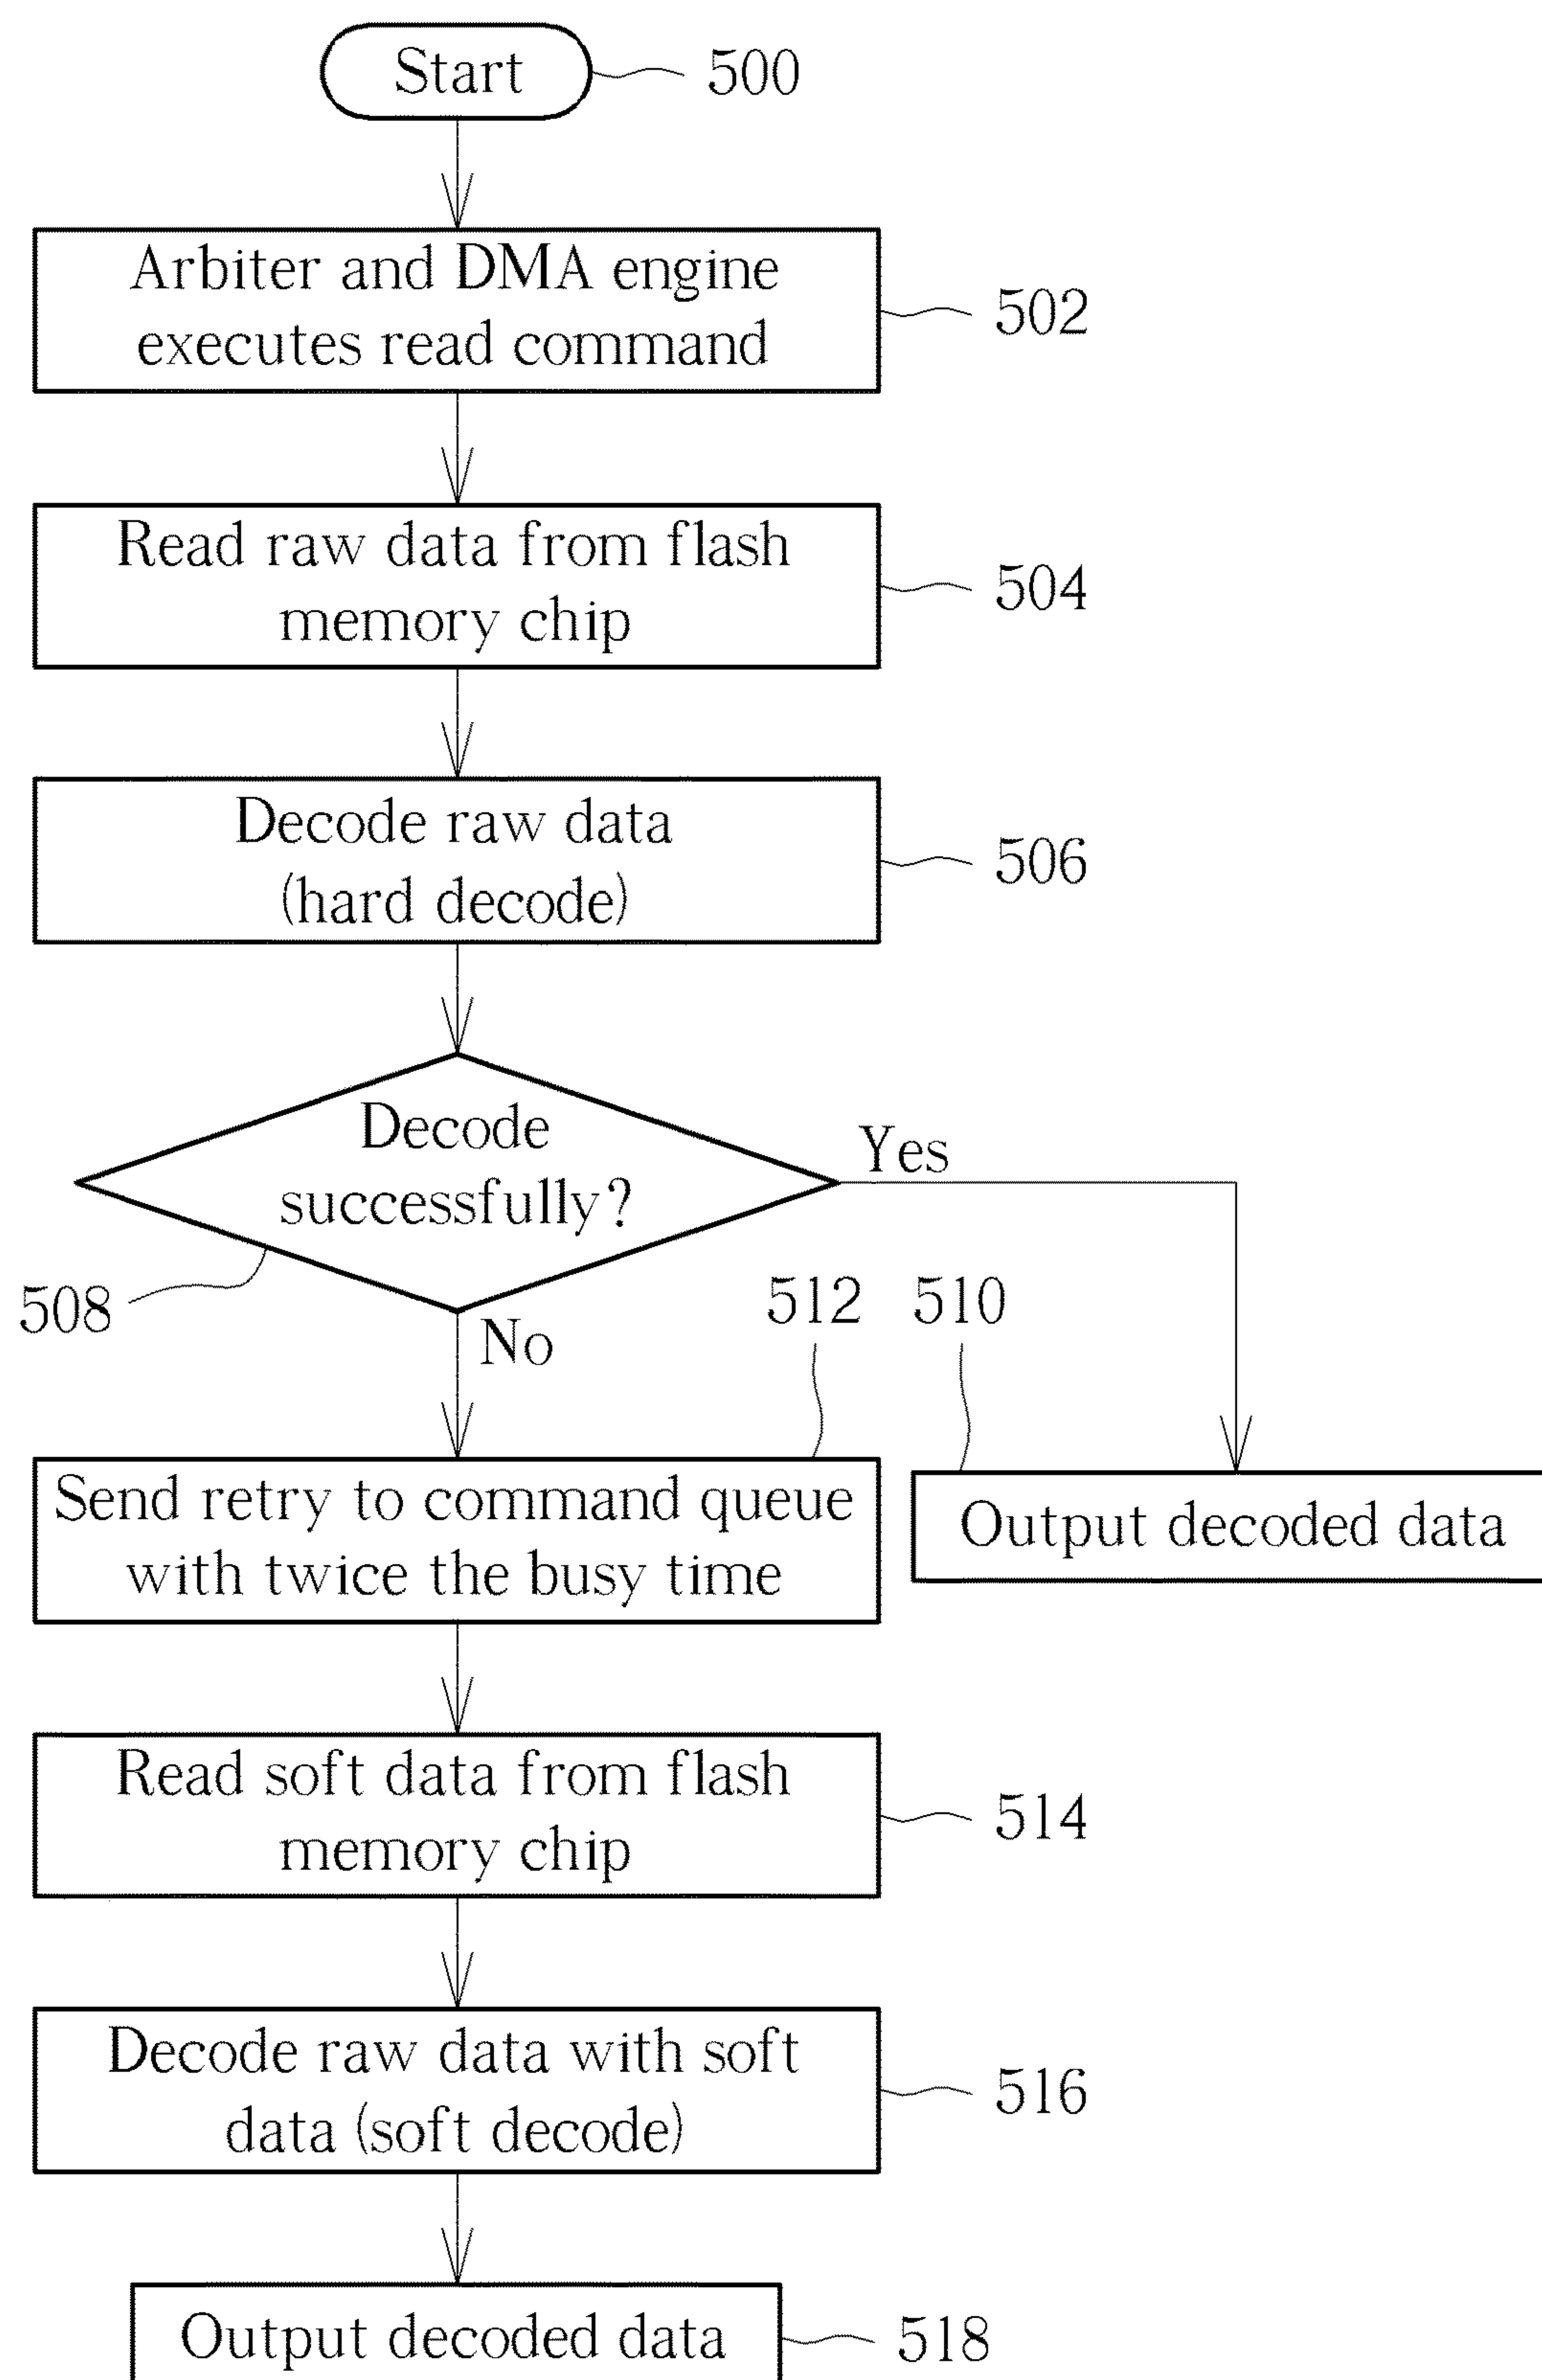 Start
500
Arbiter and DMA engine
executes read command
502
Read raw data from flash
memory chip
504
Decode raw data
(hard decode)
506
Decode
successfully?
Yes
508
No
512
510
Send retry to command queue
with twice the busy time
Output decoded data
Read soft data from flash
memory chip
514
Decode raw data with soft
data (soft decode)
516
Output decoded data
518